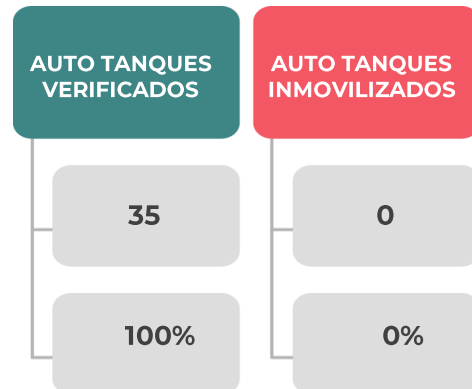 AUTO TANQUES
VERIFICADOS
35
100%
AUTO TANQUES
INMOVILIZADOS
0
0%